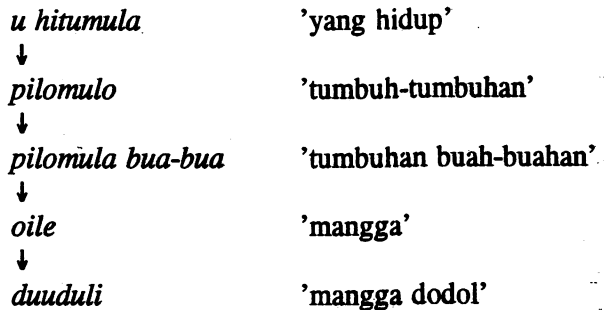 u hitumula 'yang hidup'
↓
pilomulo 'tumbuh-tumbuhan'
↓
pilomula bua-bua 'tumbuhan buah-buahan'
↓
oile 'mangga'
↓
duuduli 'mangga dodol'